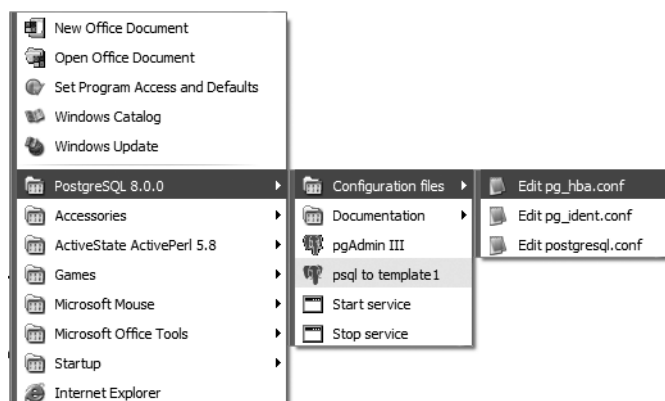 New Office Document
Open Office Document
Set Program Access and Defaults
Windows Catalog
Windows Update
PostgreSQL 8.0.0
Accessories
ActiveState ActivePerl 5.8
Games
Microsoft Mouse
Microsoft Office Tools
Startup
Internet Explorer
Configuration files
Documentation
pgAdmin III
psql to template1
Start service
Stop service
Edit pg_hba.conf
Edit pg_ident.conf
Edit postgresql.conf